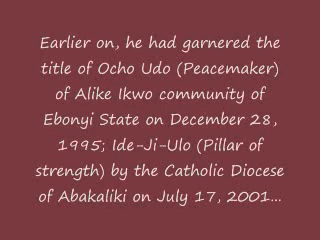 Earlier on, he had garnered the
title of Ocho Udo (Peacemaker)
of Alike Ikwo community of
Ebonyi State on December 28,
1995; Ide-Ji-Ulo (Pillar of
strength) by the Catholic Diocese
of Abakaliki on July 17, 2001...